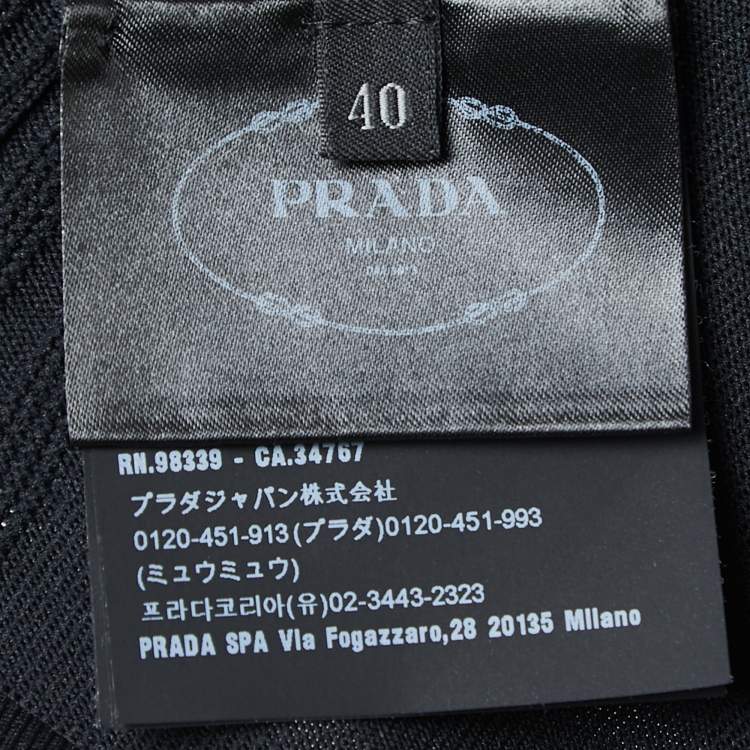 40
PRADA
MILANO
RN.98339 - CA.34767
プラダジャパン株式会社
0120-451-913(プラダ)0120-451-993
(ミュウミュウ)
프라다코리아(유)02-3443-2323
PRADA SPA Via Fogazzaro,28 20135 Milano